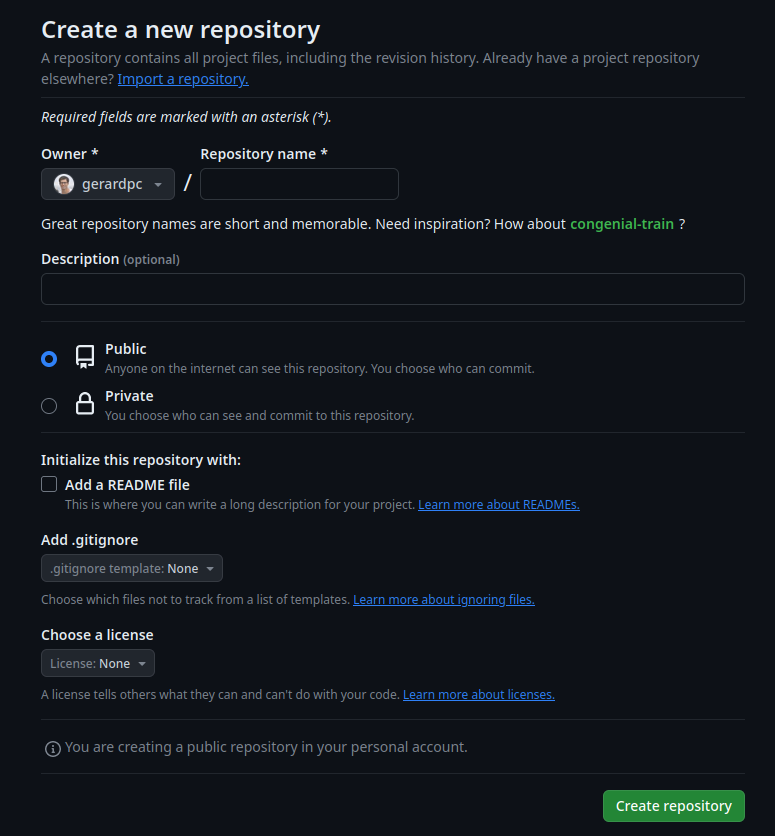 Create a new repository
A repository contains all project files, including the revision history. Already have a project repository
elsewhere? Import a repository.
Required fields are marked with an asterisk (*).
Owner * Repository name *
gerardpc /
Great repository names are short and memorable. Need inspiration? How about congenial-train ?
Description (optional)
Public
Anyone on the internet can see this repository. You choose who can commit.
Private
You choose who can see and commit to this repository.
Initialize this repository with:
Add a README file
This is where you can write a long description for your project. Learn more about READMEs.
Add .gitignore
.gitignore template: None
Choose which files not to track from a list of templates. Learn more about ignoring files.
Choose a license
License: None
A license tells others what they can and can't do with your code. Learn more about licenses.
You are creating a public repository in your personal account.
Create repository